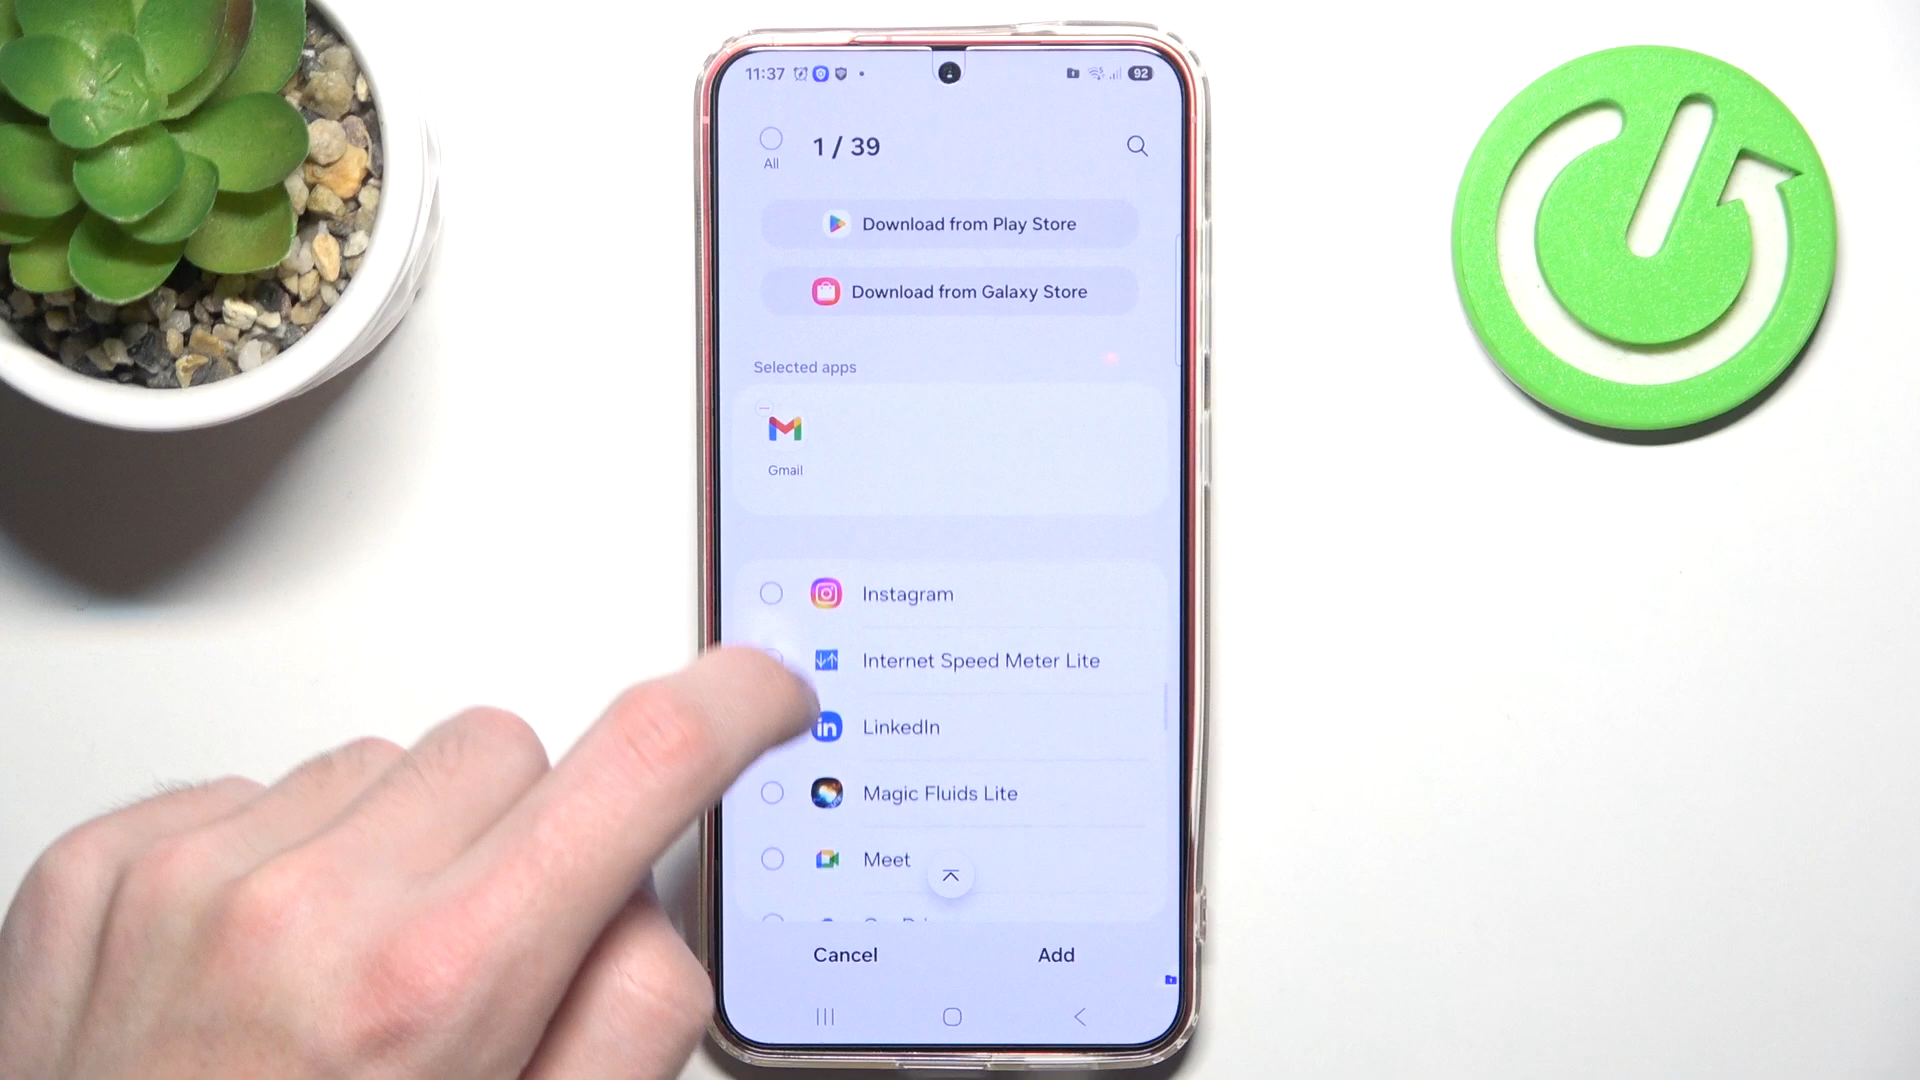 11:37
92
All
1 / 39
Download from Play Store
Download from Galaxy Store
Selected apps
Gmail
Instagram
Internet Speed Meter Lite
LinkedIn
Magic Fluids Lite
Meet
Cancel
Add